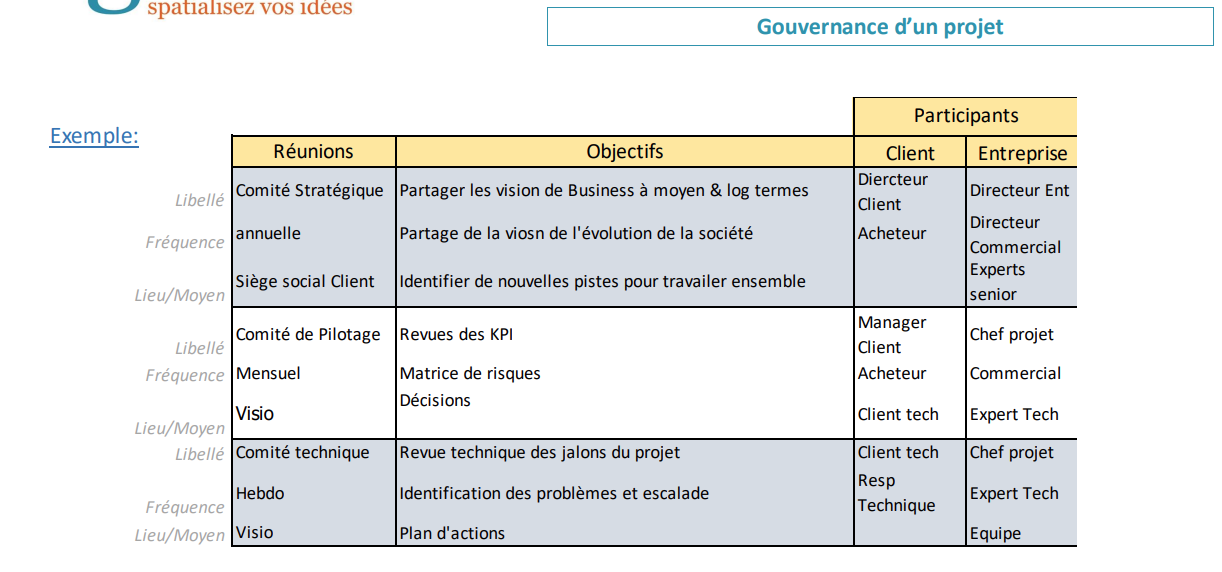 spatialisez vos idées
Gouvernance d'un projet
Exemple:
Participants
Réunions Objectifs Client Entreprise
Libellé Comité Stratégique Partager les vision de Business à moyen & log termes Diercteur Client Directeur Ent
Fréquence annuelle Partage de la viosn de l'évolution de la société Acheteur Directeur Commercial
Lieu/Moyen Siège social Client Identifier de nouvelles pistes pour travailer ensemble Experts senior
Libellé Comité de Pilotage Revues des KPI Manager Client Chef projet
Fréquence Mensuel Matrice de risques Acheteur Commercial
Lieu/Moyen Visio Décisions Client tech Expert Tech
Libellé Comité technique Revue technique des jalons du projet Client tech Chef projet
Fréquence Hebdo Identification des problèmes et escalade Resp Technique Expert Tech
Lieu/Moyen Visio Plan d'actions Equipe